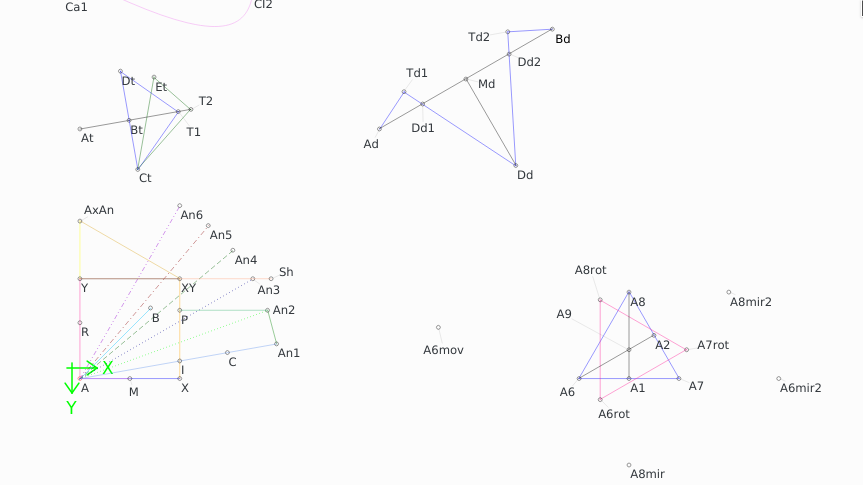 Ca1
Cl2
Td2
Bd
Dd2
Td1
Md
Dt
Et
T2
Bt
T1
At
Dd1
Ad
Ct
Dd
AxAn
An6
An5
An4
Sh
A8rot
Y
XY
An3
A8
A8mir2
B
P
An2
A9
R
A2
A7rot
A6mov
An1
C
I
X
A
M
X
A6
A1
A7
A6mir2
Y
A6rot
A8mir